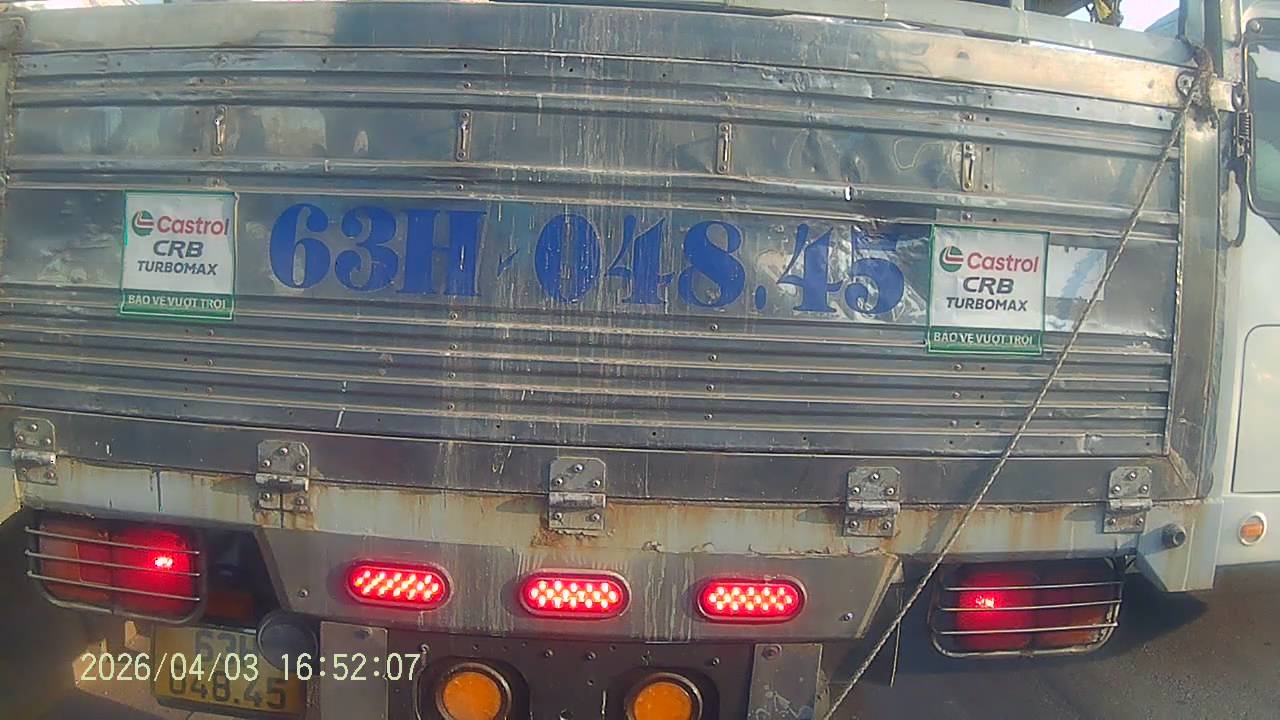 63H-048.45
Castrol
CRB
TURBOMAX
BẢO VỆ VƯỢT TRỘI
Castrol
CRB
TURBOMAX
BẢO VỆ VƯỢT TRỘI
63H
048.45
2026/04/03 16:52:07